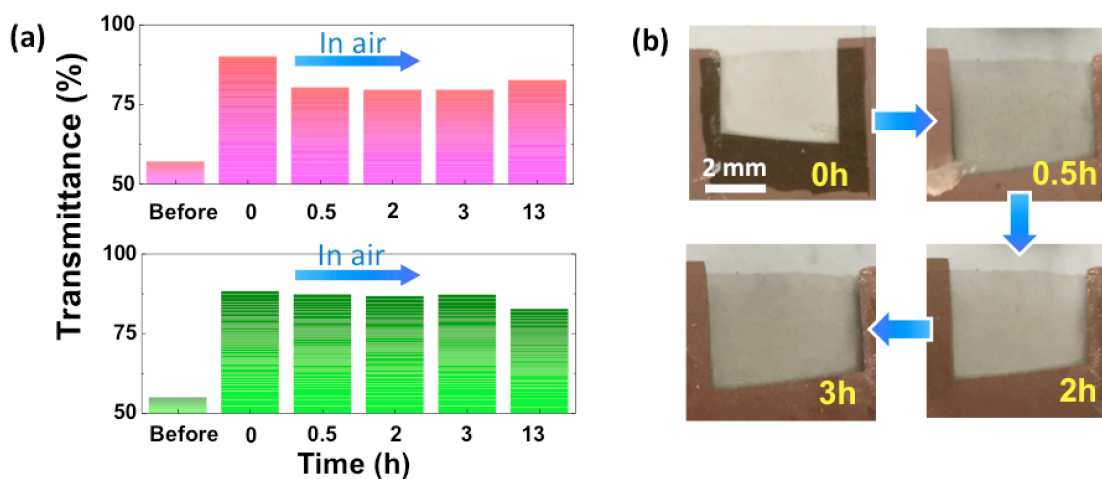 (a)
Transmittance (%)
100
75
50
In air
Before 0 0.5 2 3 13
100
75
50
In air
Before 0 0.5 2 3 13
Time (h)
(b)
2 mm
0h
0.5h
3h
2h